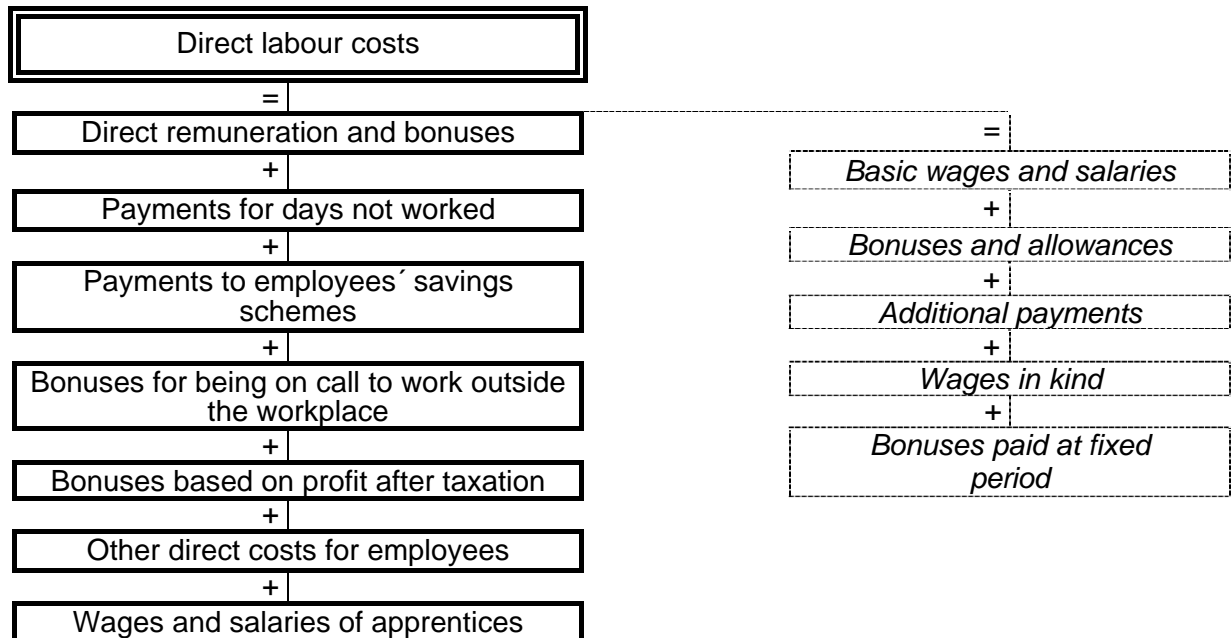 Direct labour costs
=
Direct remuneration and bonuses
+
Payments for days not worked
+
Payments to employees´ savings
schemes
+
Bonuses for being on call to work outside
the workplace
+
Bonuses based on profit after taxation
+
Other direct costs for employees
+
Wages and salaries of apprentices
=
Basic wages and salaries
+
Bonuses and allowances
+
Additional payments
+
Wages in kind
+
Bonuses paid at fixed
period